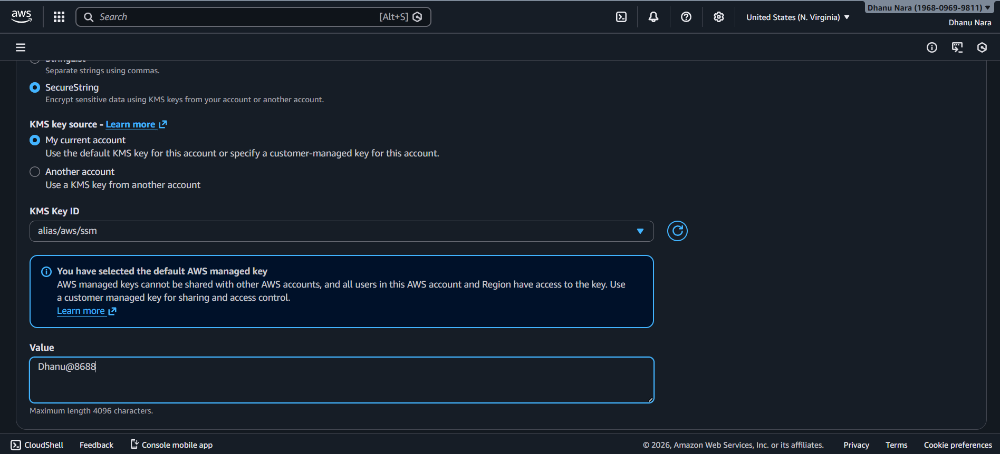 aws
Search
[Alt+S]
United States (N. Virginia)
Dhanu Nara (1968-0969-9811)
Dhanu Nara
StringList
Separate strings using commas.
SecureString
Encrypt sensitive data using KMS keys from your account or another account.
KMS key source - Learn more
My current account
Use the default KMS key for this account or specify a customer-managed key for this account.
Another account
Use a KMS key from another account
KMS Key ID
alias/aws/ssm
You have selected the default AWS managed key
AWS managed keys cannot be shared with other AWS accounts, and all users in this AWS account and Region have access to the key. Use
a customer managed key for sharing and access control.
Learn more
Value
Dhanu@8688
Maximum length 4096 characters.
CloudShell
Feedback
Console mobile app
© 2026, Amazon Web Services, Inc. or its affiliates.
Privacy
Terms
Cookie preferences